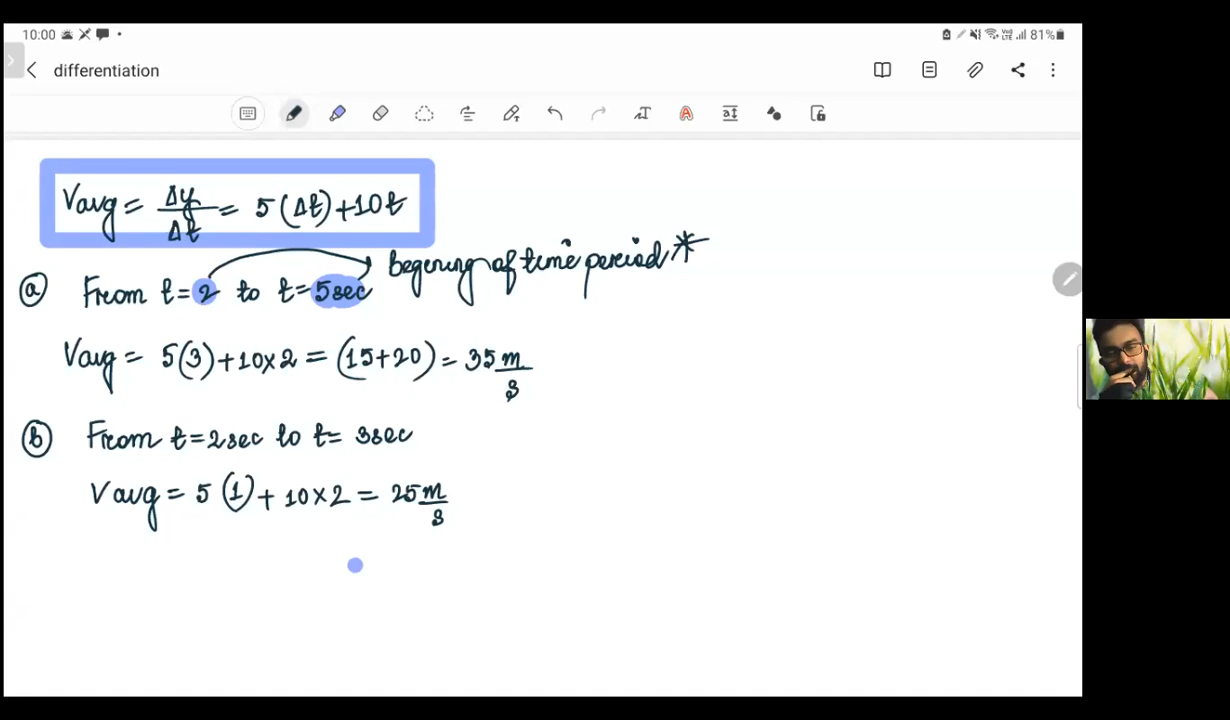 10:00
81%
differentiation
Vavg = Δy/Δt = 5(Δt)+10t
begening of time period *
(a) From t=2 to t=5sec
Vavg = 5(3)+10×2 = (15+20) = 35 m/s
(b) From t=2sec to t= 3sec
Vavg = 5(1)+10×2 = 25 m/s